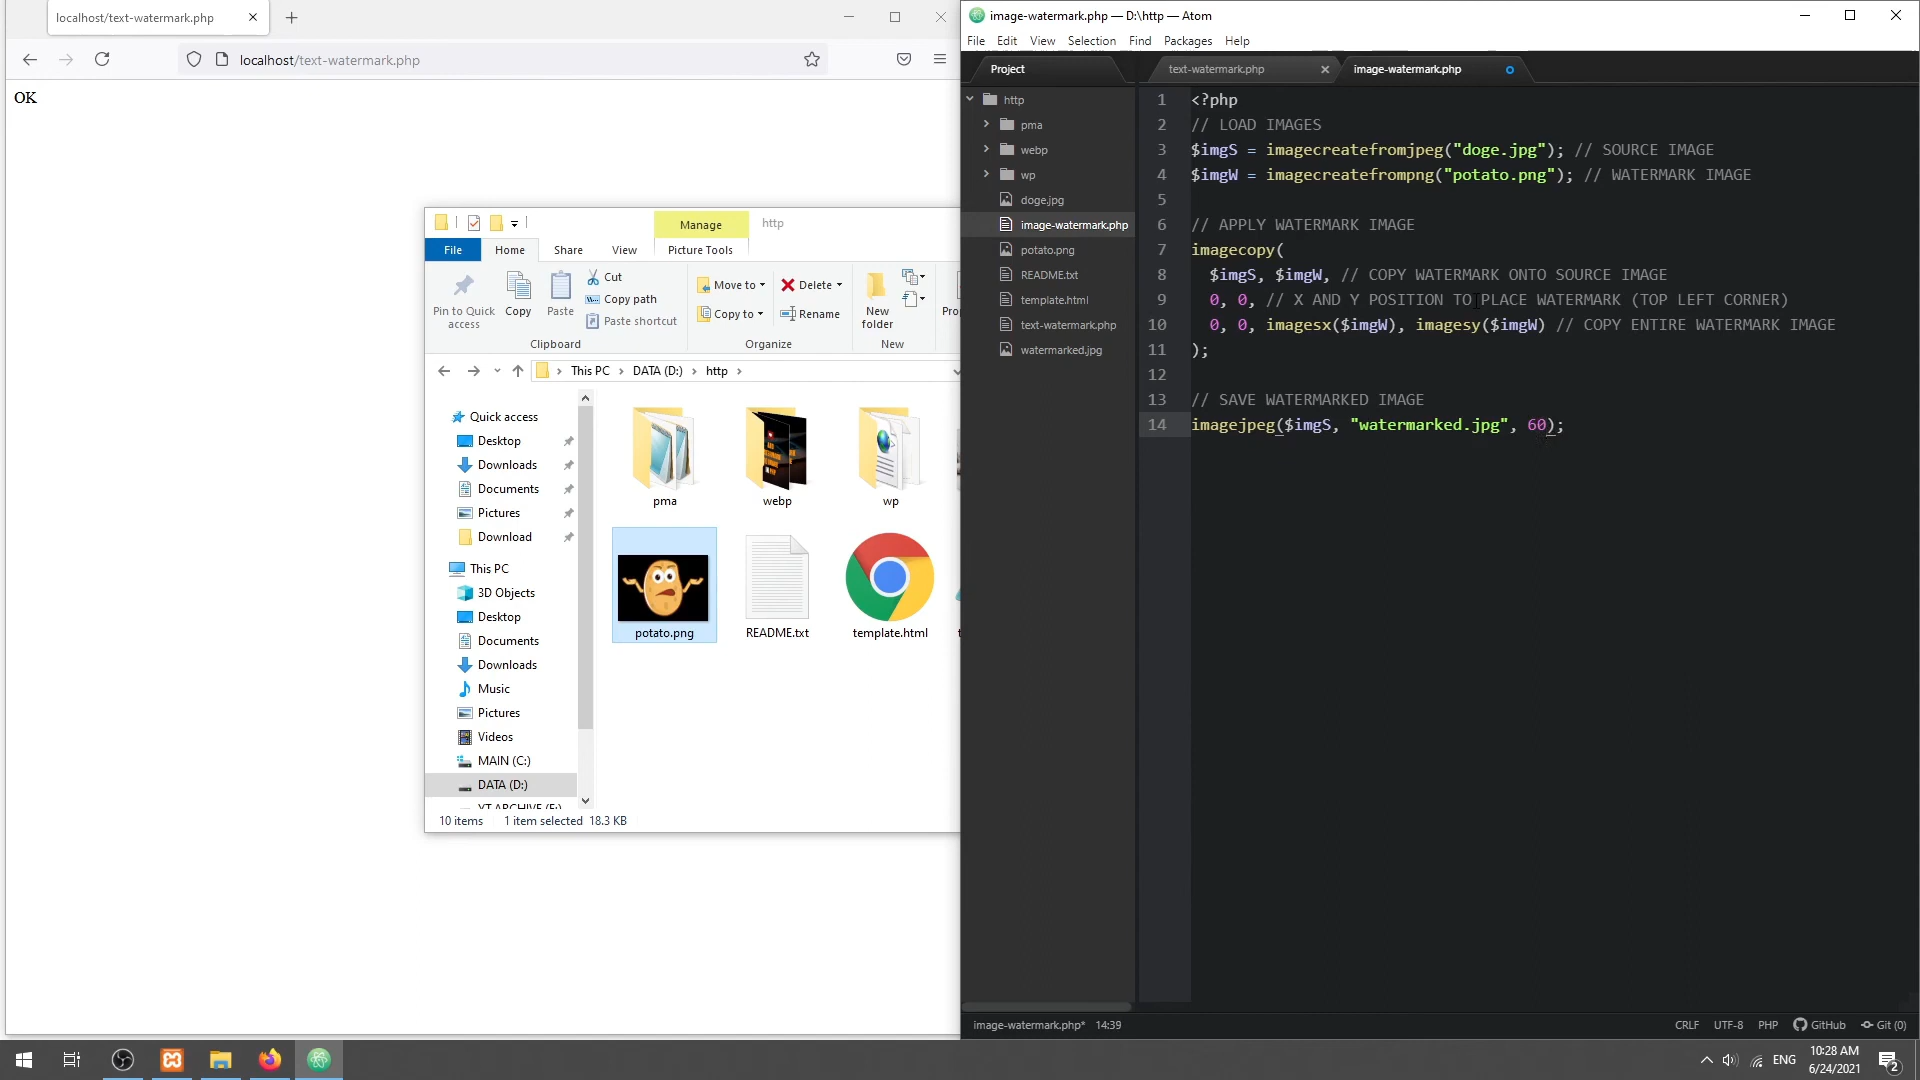 localhost/text-watermark.php
localhost/text-watermark.php
OK
Manage
http
File
Home
Share
View
Picture Tools
Pin to Quick access
Copy
Paste
Cut
Copy path
Paste shortcut
Clipboard
Move to
Copy to
Delete
Rename
Organize
New folder
New
This PC
DATA (D:)
http
Quick access
Desktop
Downloads
Documents
Pictures
Download
This PC
3D Objects
Desktop
Documents
Downloads
Music
Pictures
Videos
MAIN (C:)
DATA (D:)
pma
webp
wp
potato.png
README.txt
template.html
10 items
1 item selected 18.3 KB
image-watermark.php — D:\http — Atom
File Edit View Selection Find Packages Help
Project
text-watermark.php
image-watermark.php
http
pma
webp
wp
doge.jpg
image-watermark.php
potato.png
README.txt
template.html
text-watermark.php
watermarked.jpg
1 <?php
2 // LOAD IMAGES
3 $imgS = imagecreatefromjpeg("doge.jpg"); // SOURCE IMAGE
4 $imgW = imagecreatefrompng("potato.png"); // WATERMARK IMAGE
5
6 // APPLY WATERMARK IMAGE
7 imagecopy(
8 $imgS, $imgW, // COPY WATERMARK ONTO SOURCE IMAGE
9 0, 0, // X AND Y POSITION TO PLACE WATERMARK (TOP LEFT CORNER)
10 0, 0, imagesx($imgW), imagesy($imgW) // COPY ENTIRE WATERMARK IMAGE
11 );
12
13 // SAVE WATERMARKED IMAGE
14 imagejpeg($imgS, "watermarked.jpg", 60);
image-watermark.php* 14:39
CRLF UTF-8 PHP GitHub Git (0)
ENG
10:28 AM
6/24/2021
2